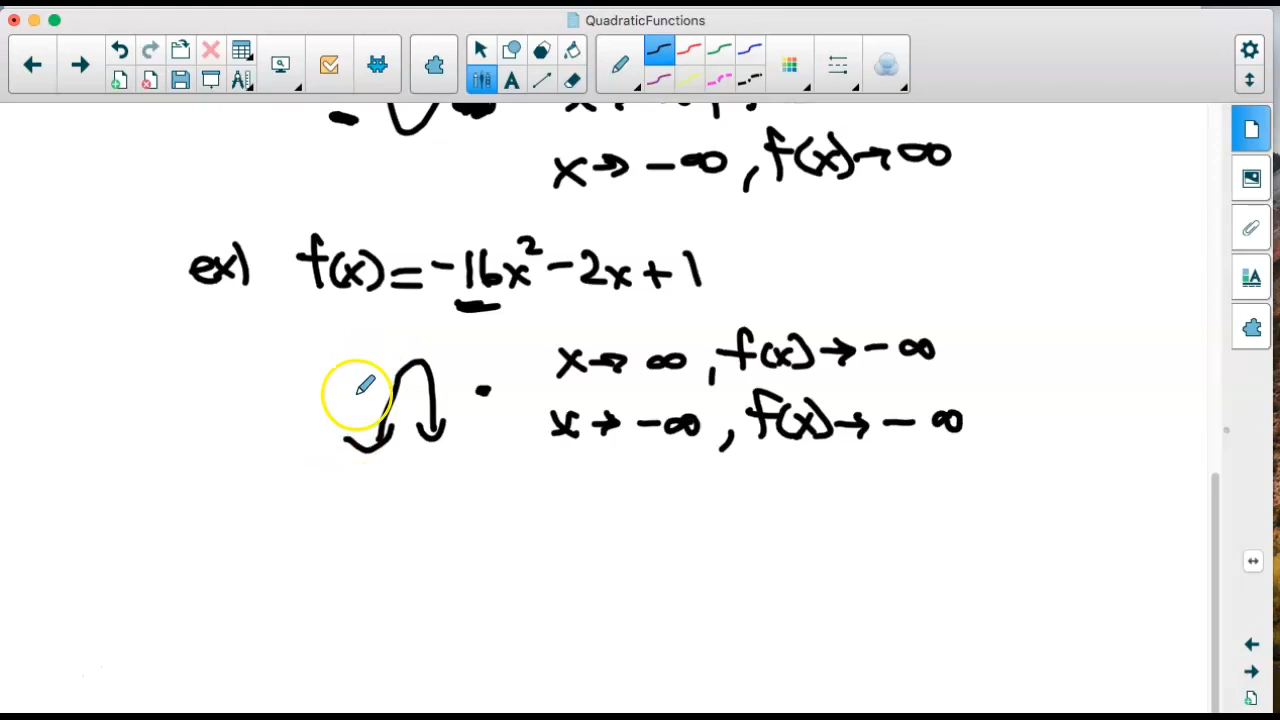 QuadraticFunctions
x → -∞, f(x) → ∞
ex) f(x) = -16x² - 2x + 1
x → ∞, f(x) → -∞
x → -∞, f(x) → -∞